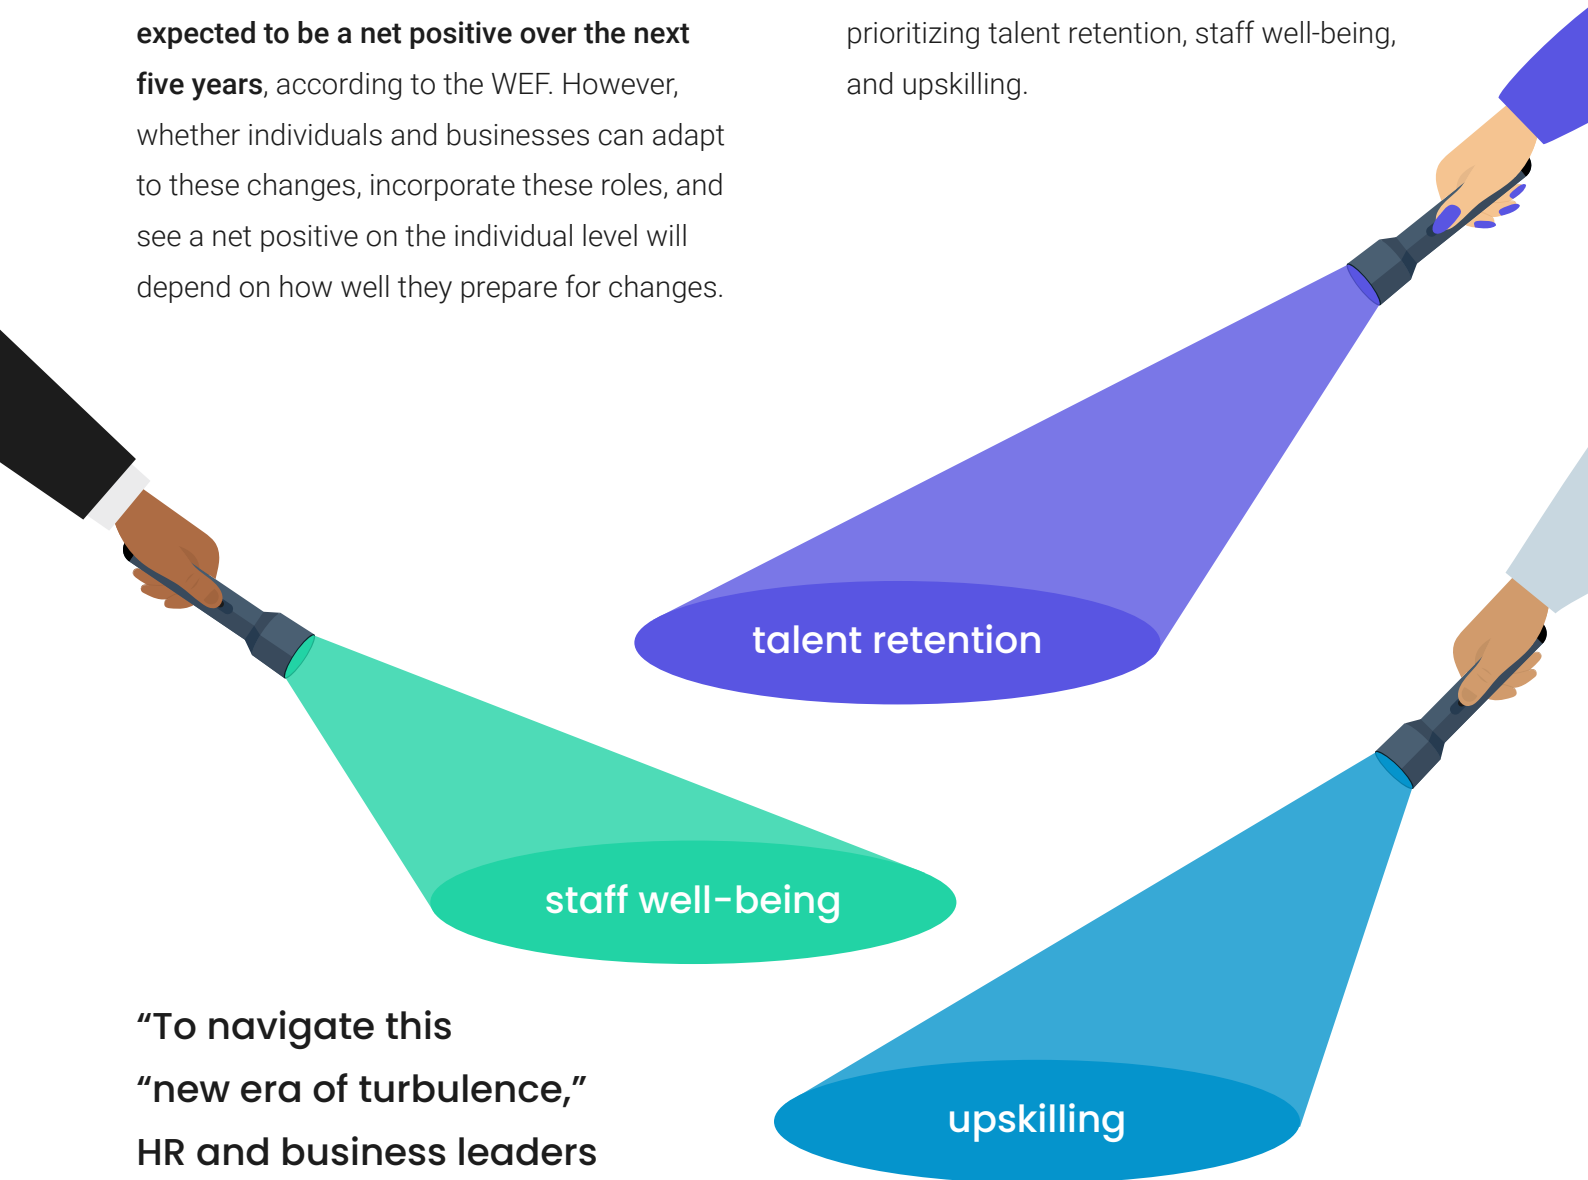 expected to be a net positive over the next
five years, according to the WEF. However,
whether individuals and businesses can adapt
to these changes, incorporate these roles, and
see a net positive on the individual level will
depend on how well they prepare for changes.
prioritizing talent retention, staff well-being,
and upskilling.
talent retention
staff well-being
upskilling
“To navigate this
“new era of turbulence,”
HR and business leaders